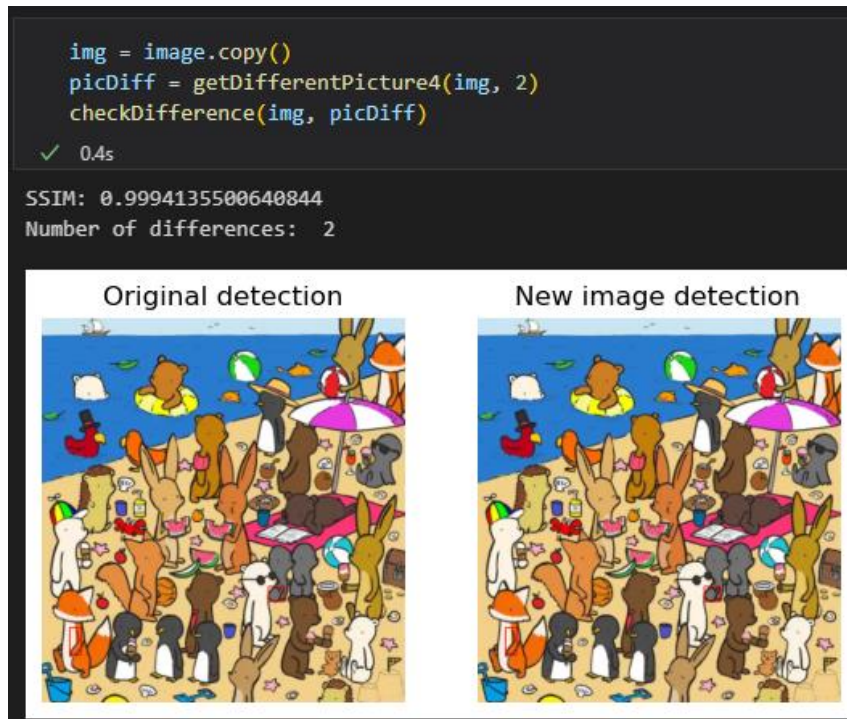 img = image.copy()
picDiff = getDifferentPicture4(img, 2)
checkDifference(img, picDiff)
✓ 0.4s
SSIM: 0.9994135500640844
Number of differences:  2
Original detection
New image detection